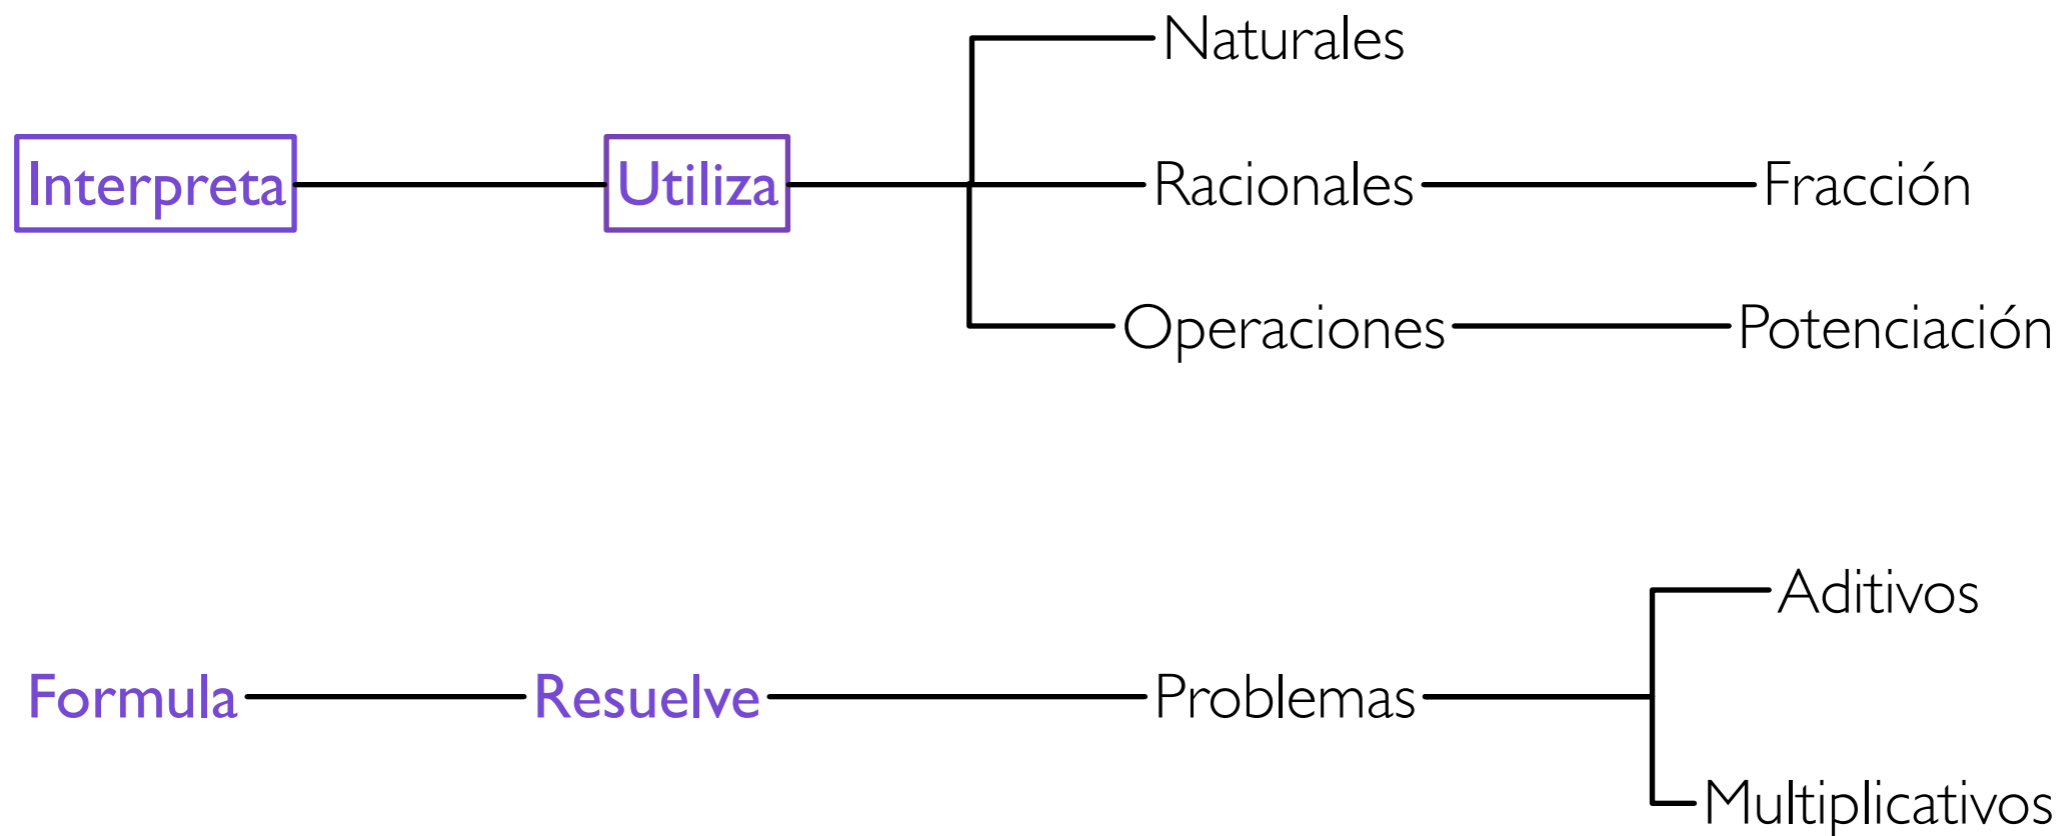 Naturales
Interpreta Utiliza Racionales Fracción
Operaciones Potenciación
Aditivos
Formula Resuelve Problemas
Multiplicativos